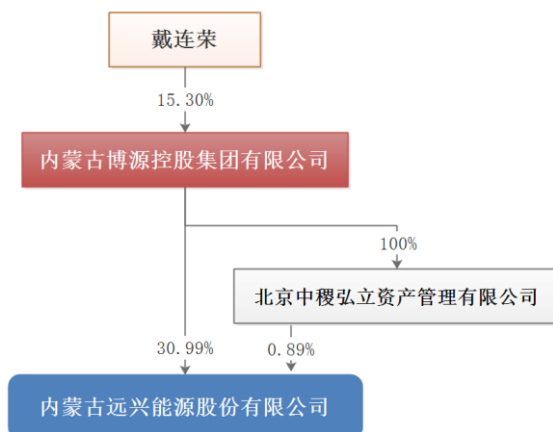 戴连荣
15.30%
内蒙古博源控股集团有限公司
100%
北京中稷弘立资产管理有限公司
30.99%
0.89%
内蒙古远兴能源股份有限公司